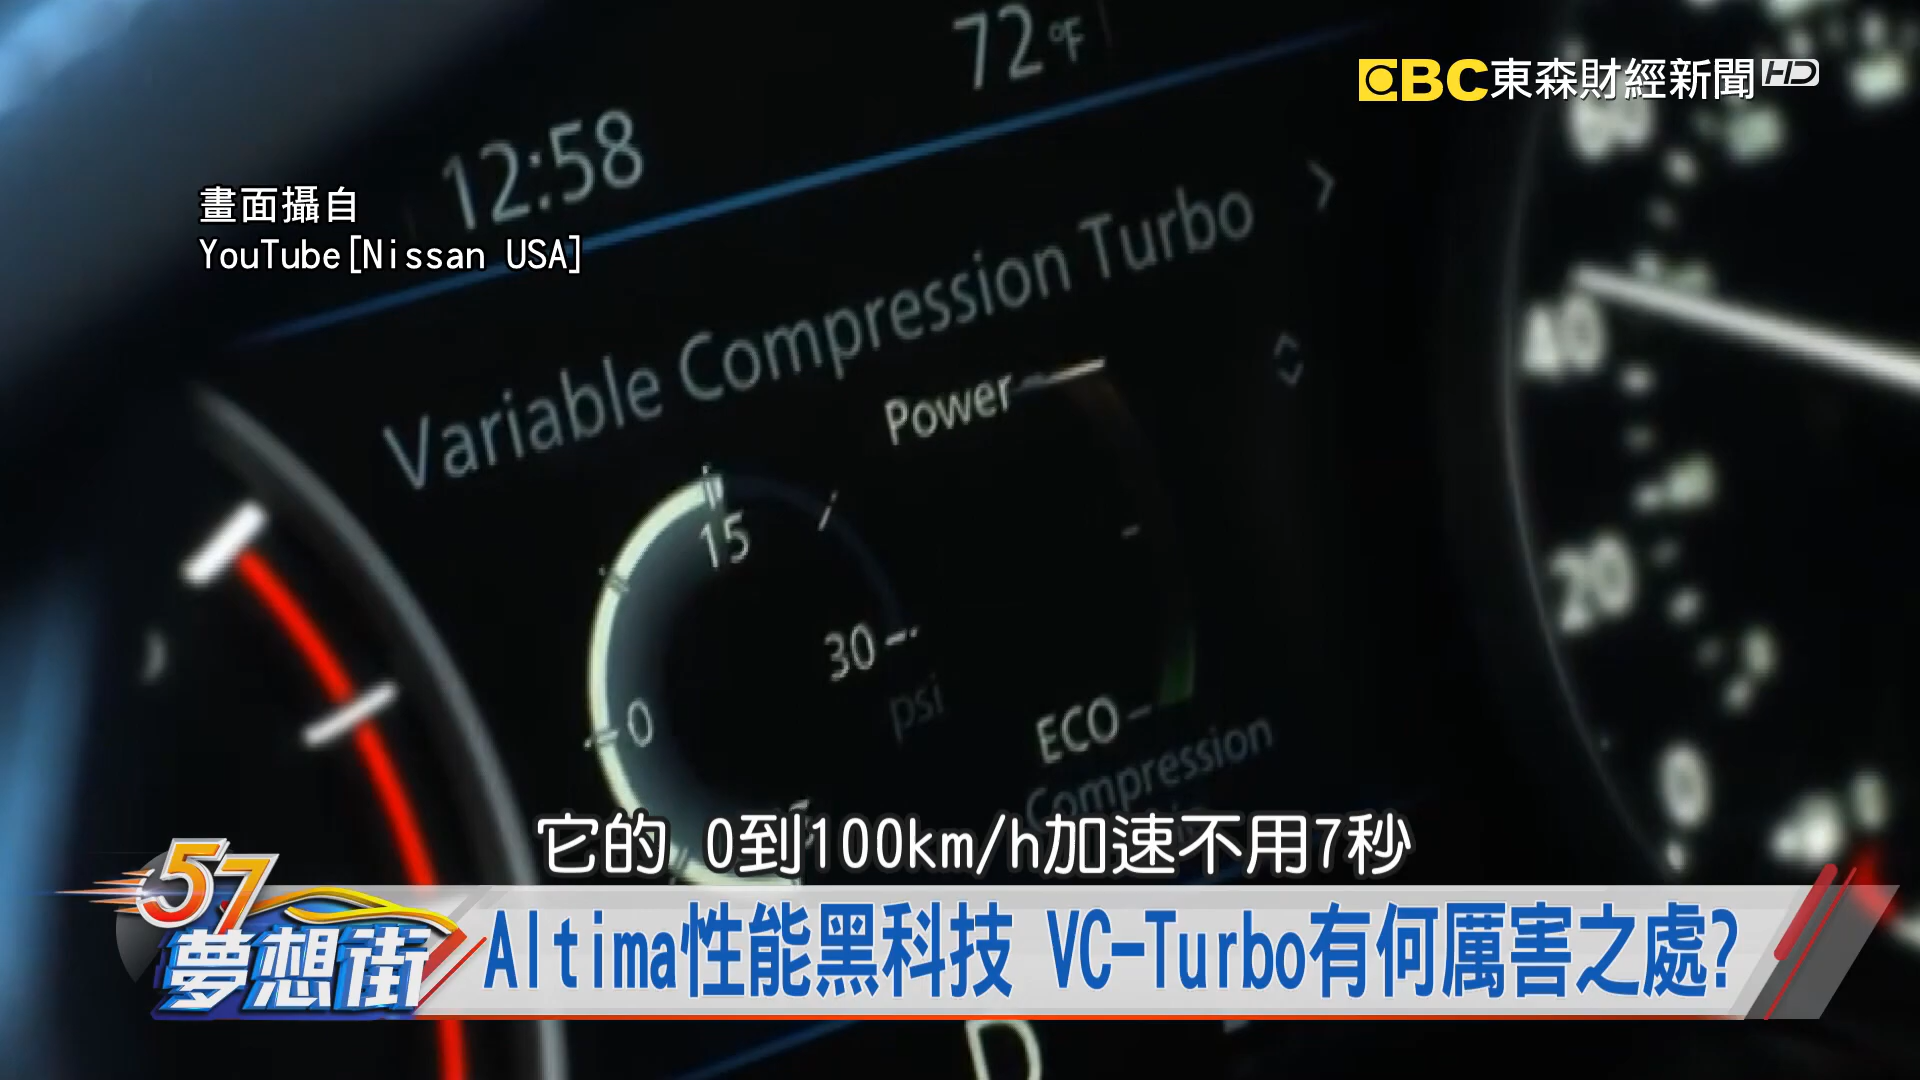 72°F
EBC東森財經新聞HD
12:58
畫面攝自
YouTube[Nissan USA]
Variable Compression Turbo
Power
60
40
20
0
15
30
psi
0
ECO
Compression
它的 0到100km/h加速不用7秒
57
夢想街
Altima性能黑科技 VC-Turbo有何厲害之處?
D